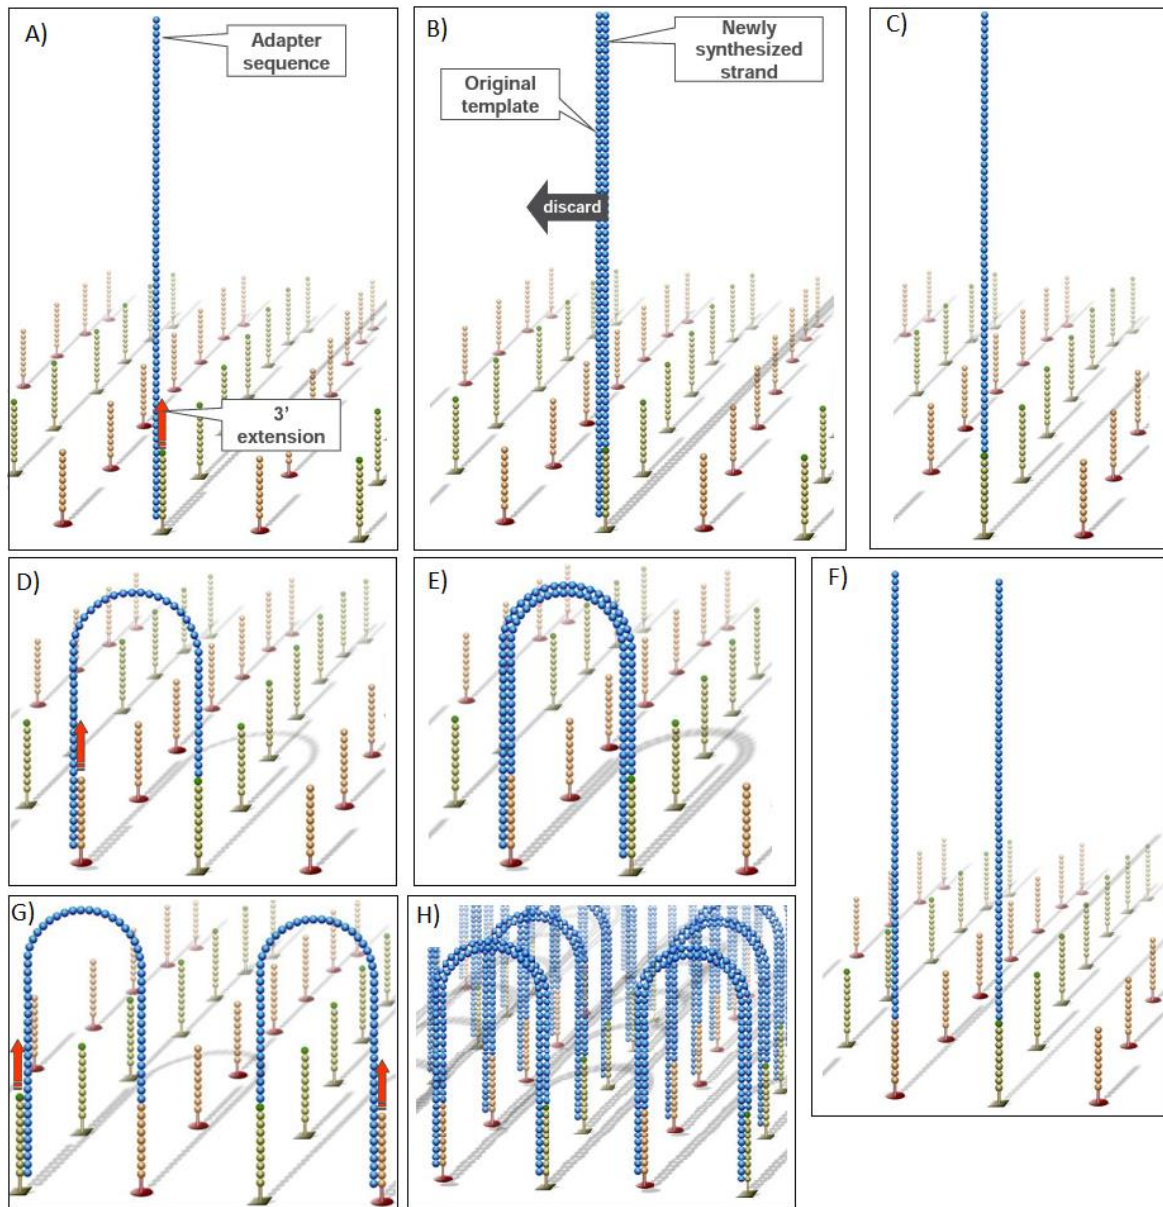 A)
Adapter
sequence
3'
extension
B)
Newly
synthesized
strand
Original
template
discard
C)
D)
E)
F)
G)
H)